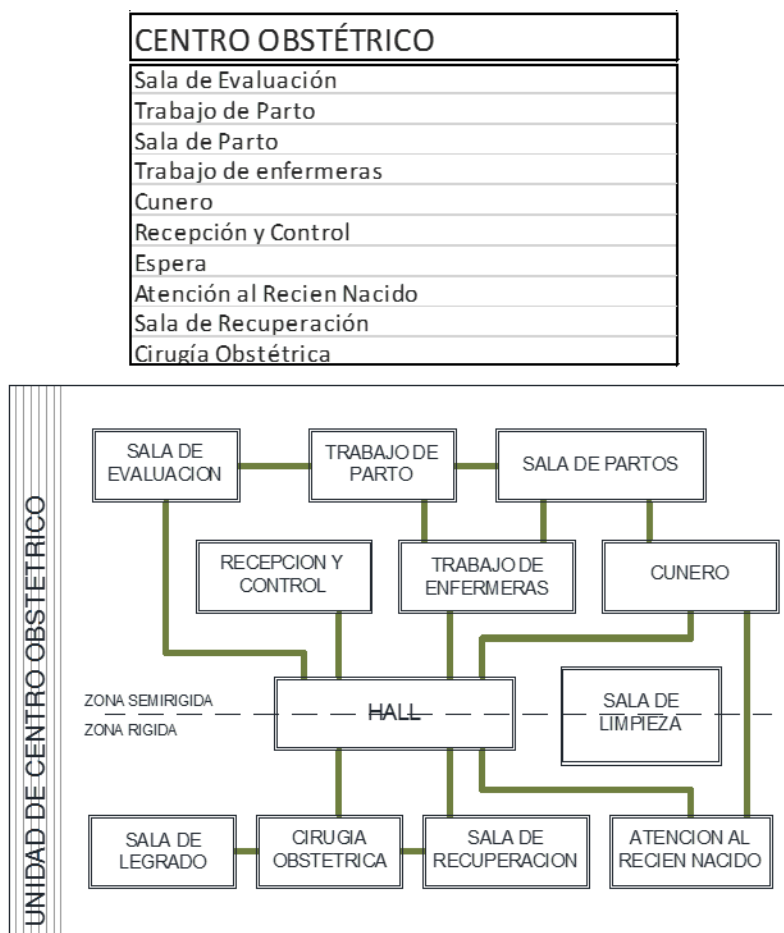 CENTRO OBSTÉTRICO
Sala de Evaluación
Trabajo de Parto
Sala de Parto
Trabajo de enfermeras
Cunero
Recepción y Control
Espera
Atención al Recien Nacido
Sala de Recuperación
Cirugía Obstétrica
UNIDAD DE CENTRO OBSTETRICO
SALA DE
EVALUACION
TRABAJO DE
PARTO
SALA DE PARTOS
RECEPCION Y
CONTROL
TRABAJO DE
ENFERMERAS
CUNERO
ZONA SEMIRIGIDA
ZONA RIGIDA
HALL
SALA DE
LIMPIEZA
SALA DE
LEGRADO
CIRUGIA
OBSTETRICA
SALA DE
RECUPERACION
ATENCION AL
RECIEN NACIDO